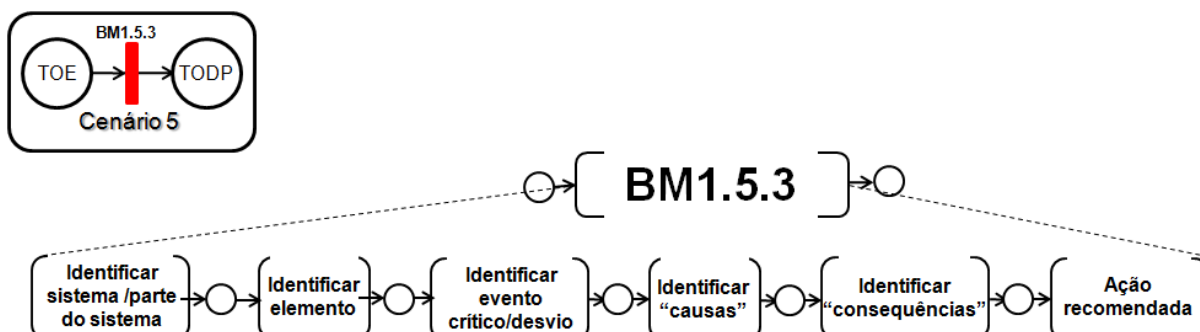 BM1.5.3
TOE
TODP
Cenário 5
BM1.5.3
Identificar
sistema /parte
do sistema
Identificar
elemento
Identificar
evento
crítico/desvio
Identificar
“causas”
Identificar
“consequências”
Ação
recomendada